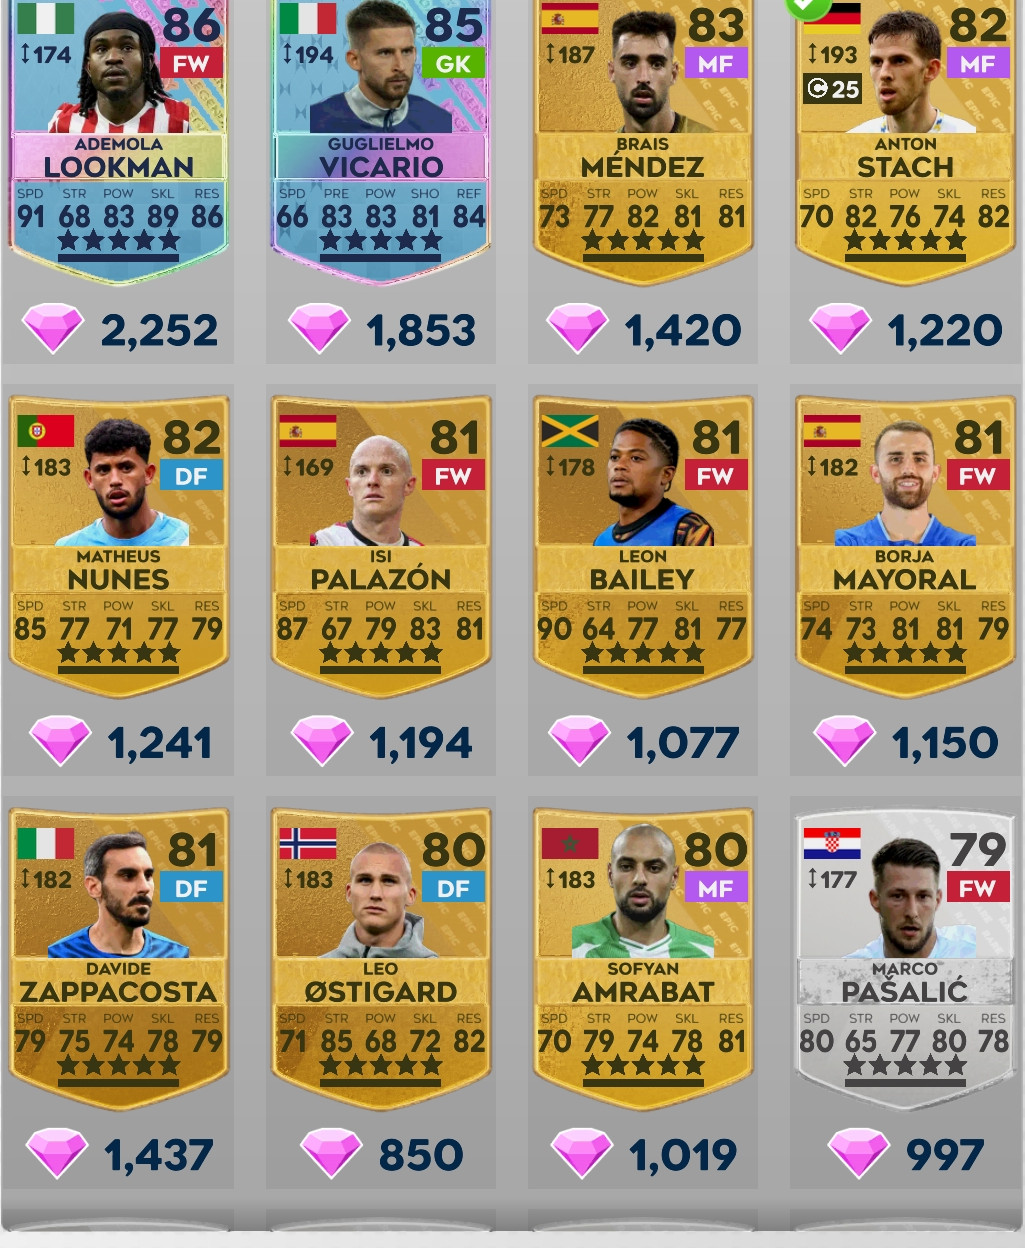 86
85
83
82
↕174
FW
↕194
GK
↕187
MF
↕193
MF
C 25
ADEMOLA
LOOKMAN
GUGLIELMO
VICARIO
BRAIS
MÉNDEZ
ANTON
STACH
SPD STR POW SKL RES
91 68 83 89 86
SPD PRE POW SHO REF
66 83 83 81 84
SPD STR POW SKL RES
73 77 82 81 81
SPD STR POW SKL RES
70 82 76 74 82
2,252
1,853
1,420
1,220
82
81
81
81
↕183
DF
↕169
FW
↕178
FW
↕182
FW
MATHEUS
NUNES
ISI
PALAZÓN
LEON
BAILEY
BORJA
MAYORAL
SPD STR POW SKL RES
85 77 71 77 79
SPD STR POW SKL RES
87 67 79 83 81
SPD STR POW SKL RES
90 64 77 81 77
SPD STR POW SKL RES
74 73 81 81 79
1,241
1,194
1,077
1,150
81
80
80
79
↕182
DF
↕183
DF
↕183
MF
↕177
FW
DAVIDE
ZAPPACOSTA
LEO
ØSTIGARD
SOFYAN
AMRABAT
MARCO
PAŠALIĆ
SPD STR POW SKL RES
79 75 74 78 79
SPD STR POW SKL RES
71 85 68 72 82
SPD STR POW SKL RES
70 79 74 78 81
SPD STR POW SKL RES
80 65 77 80 78
1,437
850
1,019
997